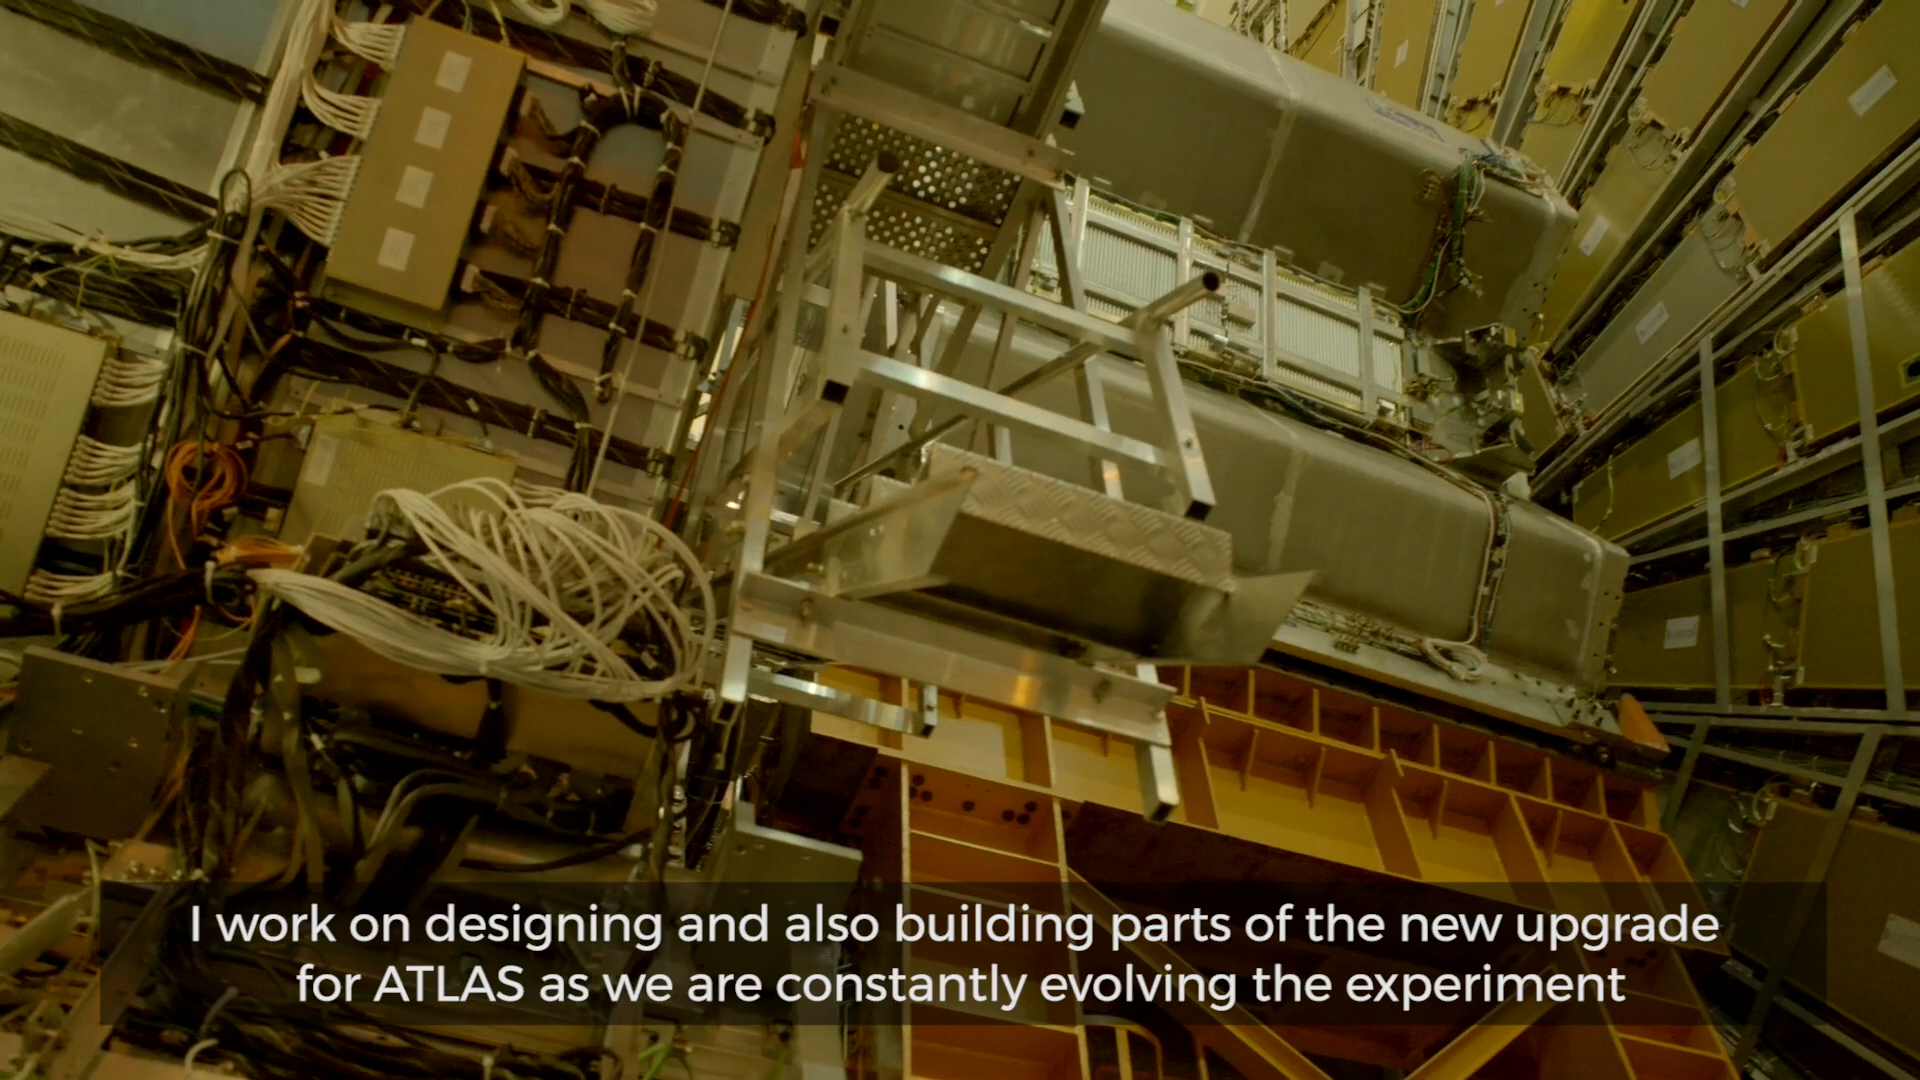 I work on designing and also building parts of the new upgrade
for ATLAS as we are constantly evolving the experiment